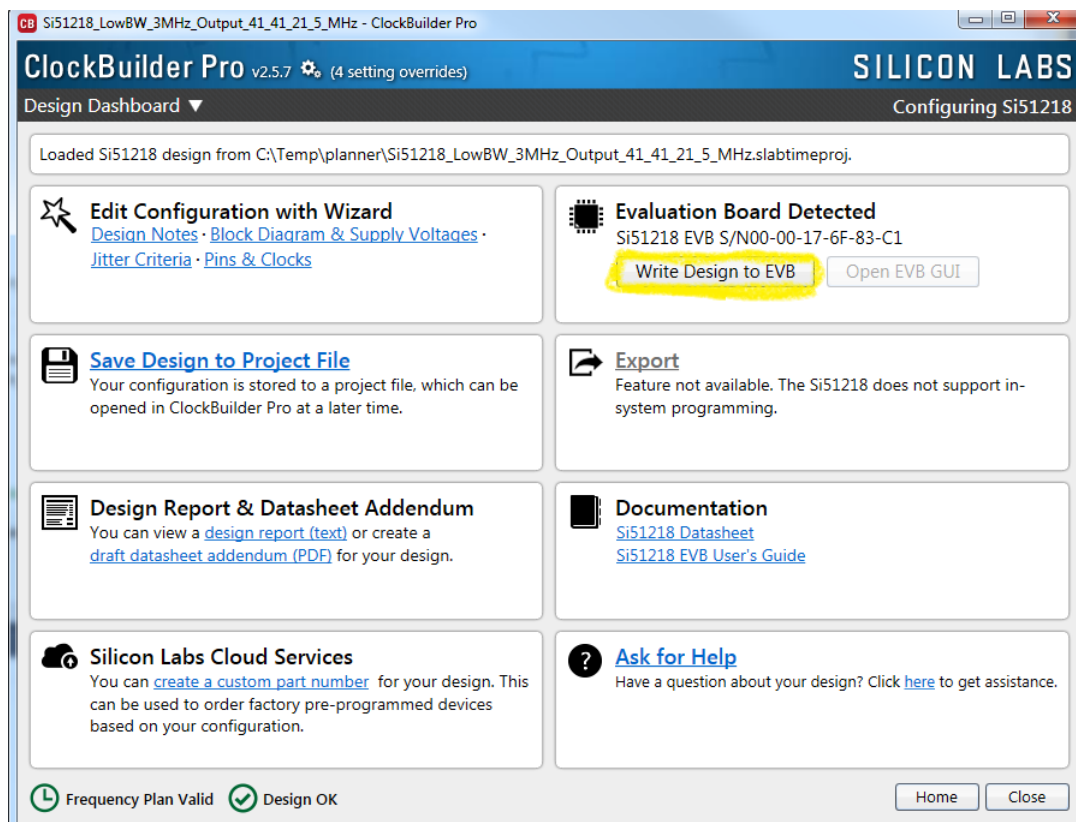 CB Si51218_LowBW_3MHz_Output_41_41_21_5_MHz - ClockBuilder Pro
ClockBuilder Pro v2.5.7 (4 setting overrides)
SILICON LABS
Design Dashboard ▼
Configuring Si51218
Loaded Si51218 design from C:\Temp\planner\Si51218_LowBW_3MHz_Output_41_41_21_5_MHz.slabtimeproj.
Edit Configuration with Wizard
Design Notes · Block Diagram & Supply Voltages ·
Jitter Criteria · Pins & Clocks
Evaluation Board Detected
Si51218 EVB S/N00-00-17-6F-83-C1
Write Design to EVB
Open EVB GUI
Save Design to Project File
Your configuration is stored to a project file, which can be
opened in ClockBuilder Pro at a later time.
Export
Feature not available. The Si51218 does not support in-
system programming.
Design Report & Datasheet Addendum
You can view a design report (text) or create a
draft datasheet addendum (PDF) for your design.
Documentation
Si51218 Datasheet
Si51218 EVB User's Guide
Silicon Labs Cloud Services
You can create a custom part number for your design. This
can be used to order factory pre-programmed devices
based on your configuration.
?
Ask for Help
Have a question about your design? Click here to get assistance.
Frequency Plan Valid
Design OK
Home
Close